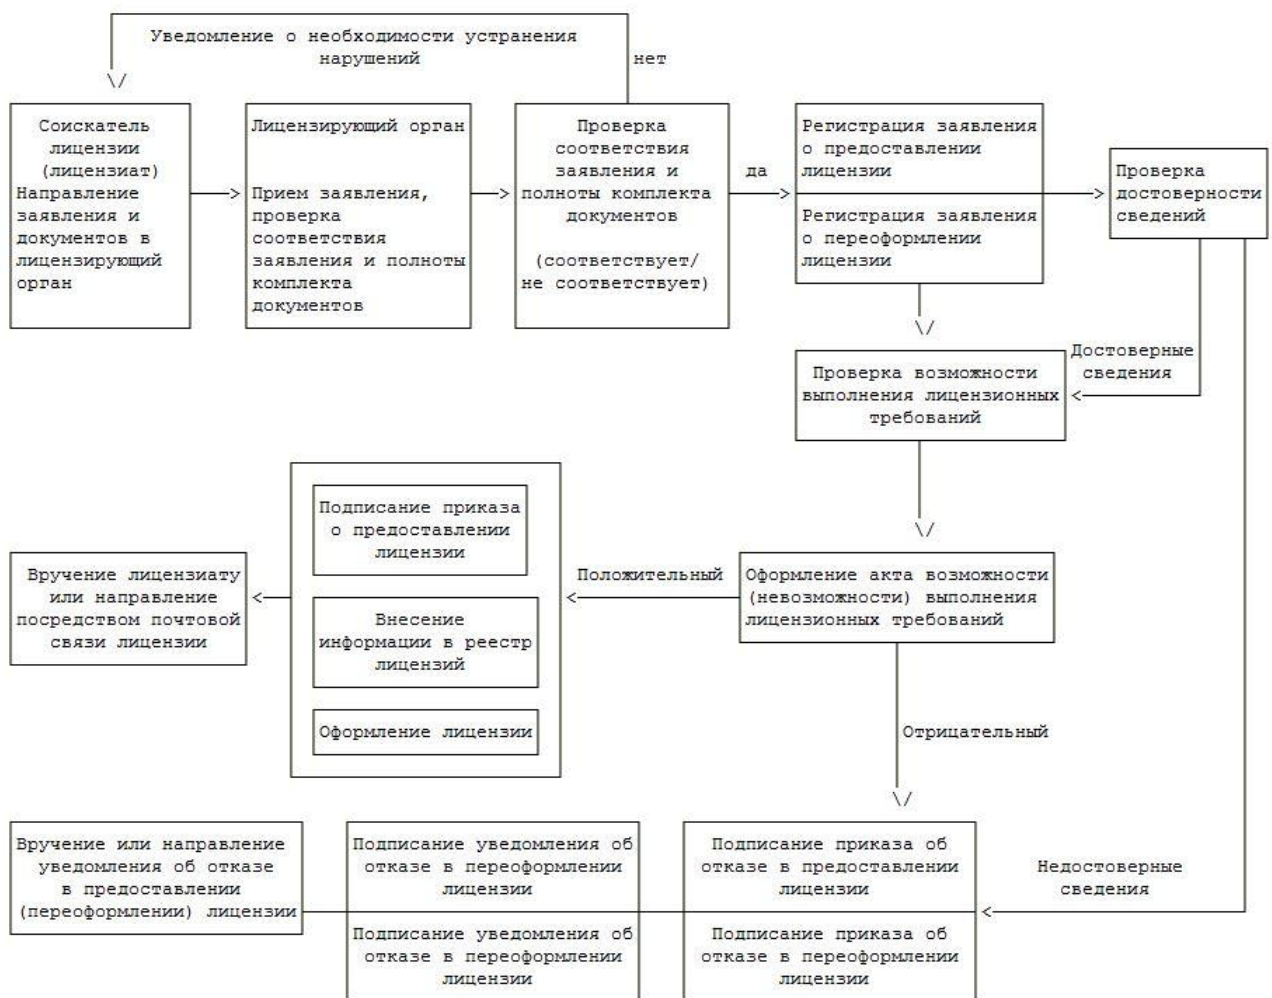 Уведомление о необходимости устранения
нарушений
нет
\/
Соискатель
лицензии
(лицензиат)
Направление
заявления и
документов в
лицензирующий
орган
>
Лицензирующий орган
Прием заявления,
проверка
соответствия
заявления и полноты
комплекта
документов
>
Проверка
соответствия
заявления и
полноты комплекта
документов
(соответствует/
не соответствует)
да
>
Регистрация заявления
о предоставлении
лицензии
Регистрация заявления
о переоформлении
лицензии
>
Проверка
достоверности
сведений
\/
Достоверные
сведения
<
Проверка возможности
выполнения лицензионных
требований
\/
Оформление акта возможности
(невозможности) выполнения
лицензионных требований
Положительный
<
Подписание приказа
о предоставлении
лицензии
Внесение
информации в реестр
лицензий
Оформление лицензии
<
Вручение лицензиату
или направление
посредством почтовой
связи лицензии
Отрицательный
\/
Недостоверные
сведения
<
Подписание приказа об
отказе в предоставлении
лицензии
Подписание приказа об
отказе в переоформлении
лицензии
Подписание уведомления об
отказе в переоформлении
лицензии
Подписание уведомления об
отказе в переоформлении
лицензии
Вручение или направление
уведомления об отказе
в предоставлении
(переоформлении) лицензии